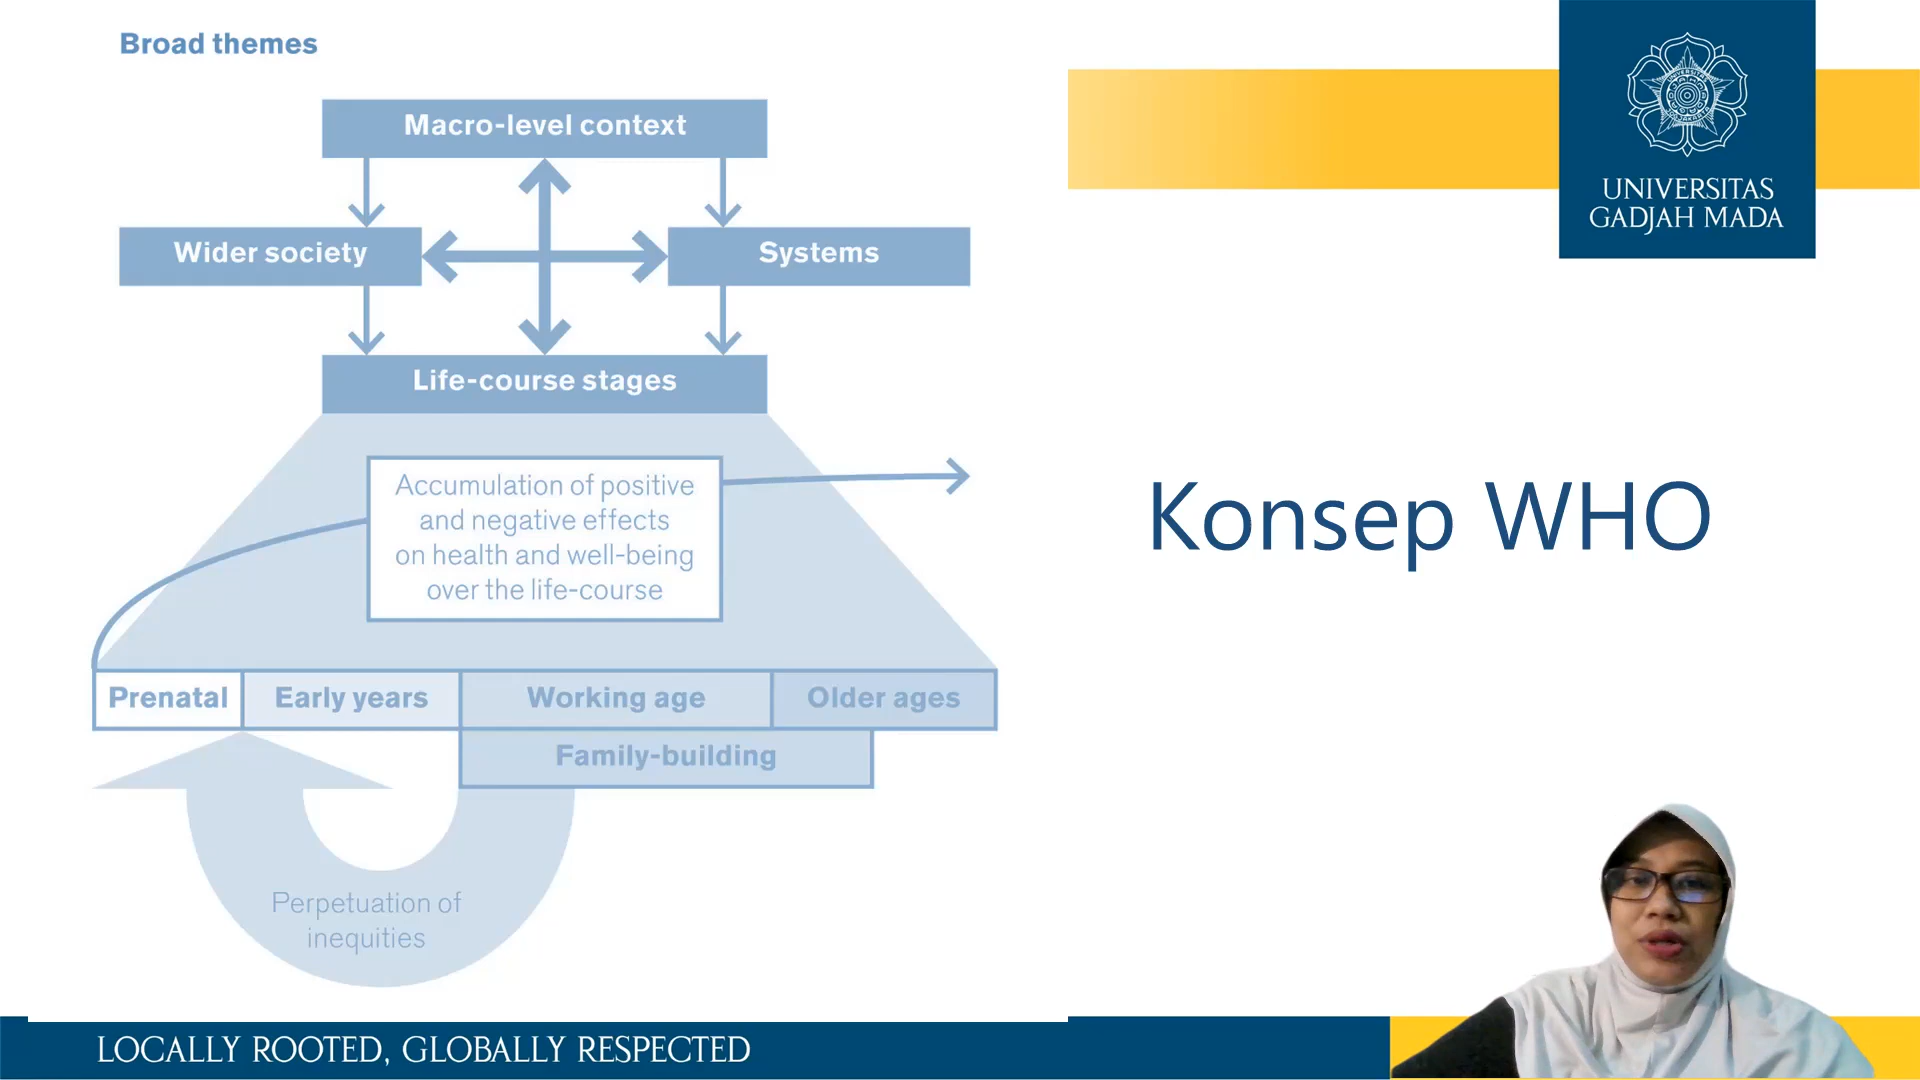 Broad themes
Macro-level context
Wider society
Systems
Life-course stages
Accumulation of positive
and negative effects
on health and well-being
over the life-course
Prenatal
Early years
Working age
Older ages
Family-building
Perpetuation of
inequities
UNIVERSITAS
GADJAH MADA
Konsep WHO
LOCALLY ROOTED, GLOBALLY RESPECTED